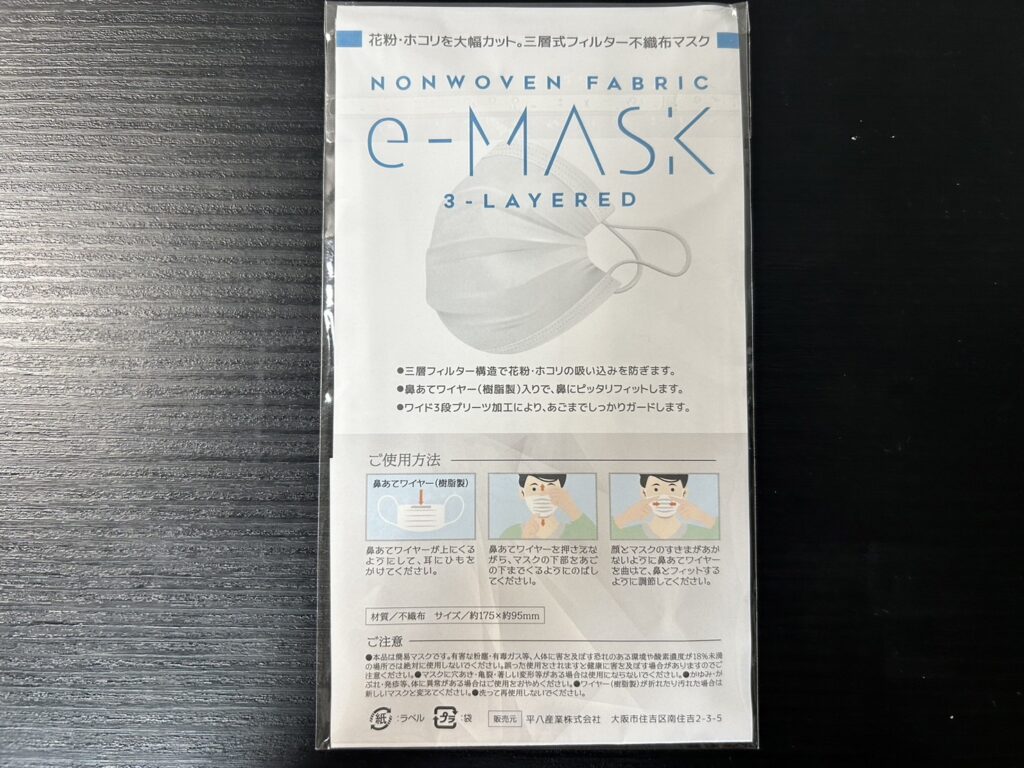 花粉・ホコリを大幅カット。三層式フィルター不織布マスク
NONWOVEN FABRIC
e-MASK
3-LAYERED
●三層フィルター構造で花粉・ホコリの吸い込みを防ぎます。
●鼻あてワイヤー(樹脂製)入りで、鼻にピッタリフィットします。
●ワイド3段プリーツ加工により、あごまでしっかりガードします。
ご使用方法
鼻あてワイヤー(樹脂製)
鼻あてワイヤーが上にくる
ようにして、耳にひもを
かけてください。
鼻あてワイヤーを押さえな
がら、マスクの下部をあご
の下までくるようにのばし
てください。
顔とマスクのすきまがあか
ないように鼻あてワイヤー
を曲げて、鼻とフィットする
ように調節してください。
材質／不織布 サイズ／約175×約95mm
ご注意
●本品は簡易マスクです。有害な粉塵・有毒ガス等、人体に害を及ぼす恐れのある環境や酸素濃度が18%未満
の場所では絶対に使用しないでください。誤った使用をされますと健康に害を及ぼす場合がありますのでご
注意ください。●マスクに穴あき・亀裂・著しい変形等がある場合は使用にならないでください。●かゆみ・か
ぶれ・発疹等、体に異常がある場合はご使用をおやめください。●ワイヤー(樹脂製)が折れたり汚れた場合は
新しいマスクと変えてください。●洗って再使用しないでください。
紙 :ラベル プラ :袋 販売元 平八産業株式会社 大阪市住吉区南住吉2-3-5